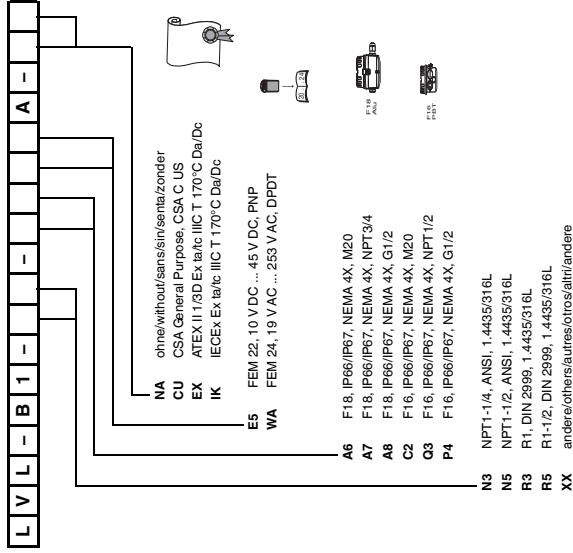 L V L – B 1 – – A –
NA ohne/without/sans/sin/senta/zonder
CU CSA General Purpose, CSA C US
EX ATEX II 1/3D Ex ta/tc IIIC T 170°C Da/Dc
IK IECEx Ex ta/tc IIIC T 170°C Da/Dc
E5 FEM 22, 10 V DC ... 45 V DC, PNP
WA FEM 24, 19 V AC ... 253 V AC, DPDT
20 24
A6 F18, IP66/IP67, NEMA 4X, M20
A7 F18, IP66/IP67, NEMA 4X, NPT3/4
A8 F18, IP66/IP67, NEMA 4X, G1/2
C2 F16, IP66/IP67, NEMA 4X, M20
Q3 F16, IP66/IP67, NEMA 4X, NPT1/2
P4 F16, IP66/IP67, NEMA 4X, G1/2
F18
Alu
F16
PBT
N3 NPT1-1/4, ANSI, 1.4435/316L
N5 NPT1-1/2, ANSI, 1.4435/316L
R3 R1, DIN 2999, 1.4435/316L
R5 R1-1/2, DIN 2999, 1.4435/316L
XX andere/others/autres/otros/altri/andere